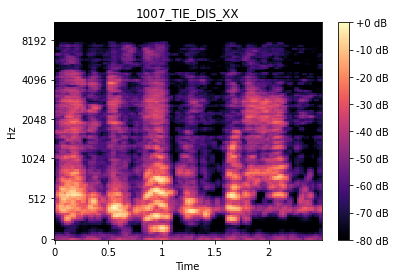 1007_TIE_DIS_XX
8192
4096
2048
1024
512
0
Hz
0
0.5
1
1.5
2
Time
+0 dB
-10 dB
-20 dB
-30 dB
-40 dB
-50 dB
-60 dB
-70 dB
-80 dB